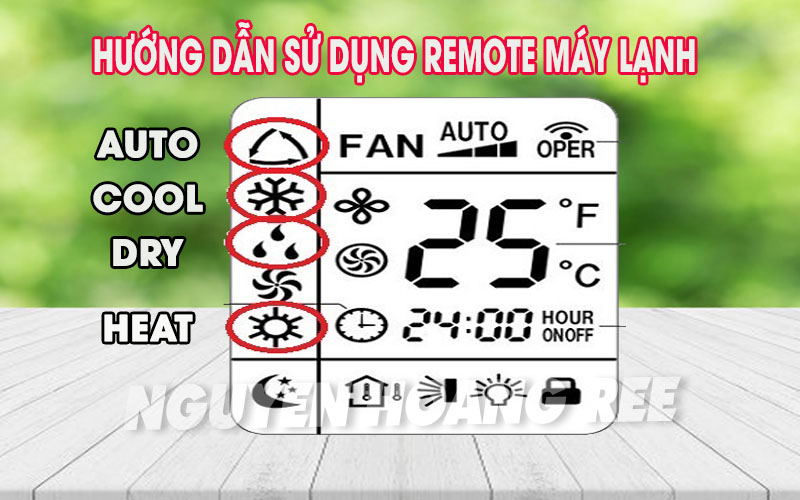 HƯỚNG DẪN SỬ DỤNG REMOTE MÁY LẠNH
AUTO
COOL
DRY
HEAT
FAN AUTO OPER
25 °F
°C
24:00 HOUR
ONOFF
NGUYEN HOANG REE